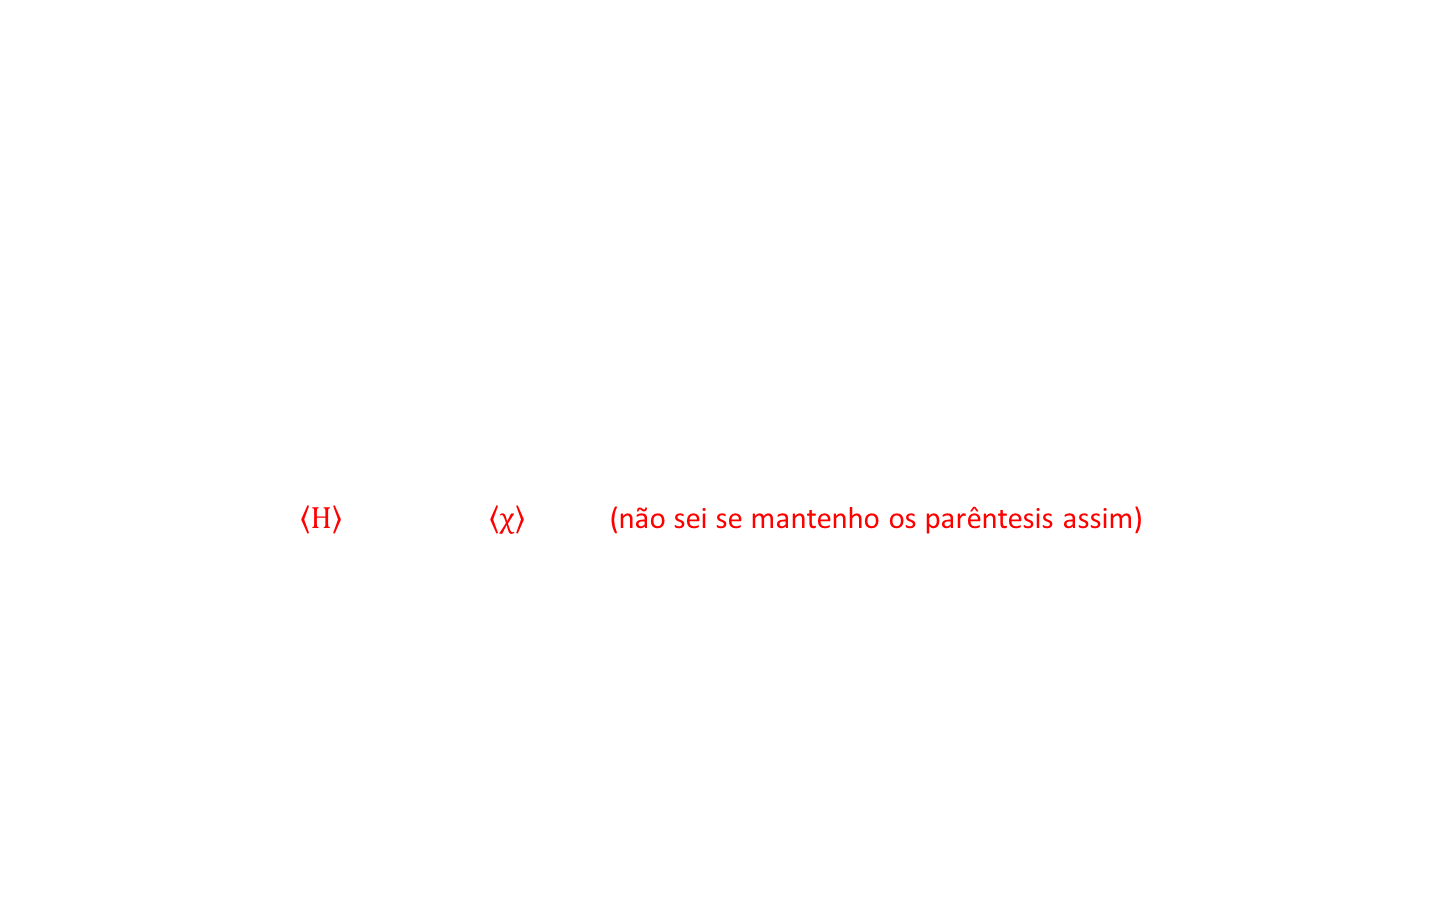 ⟨H⟩ ⟨χ⟩ (não sei se mantenho os parêntesis assim)